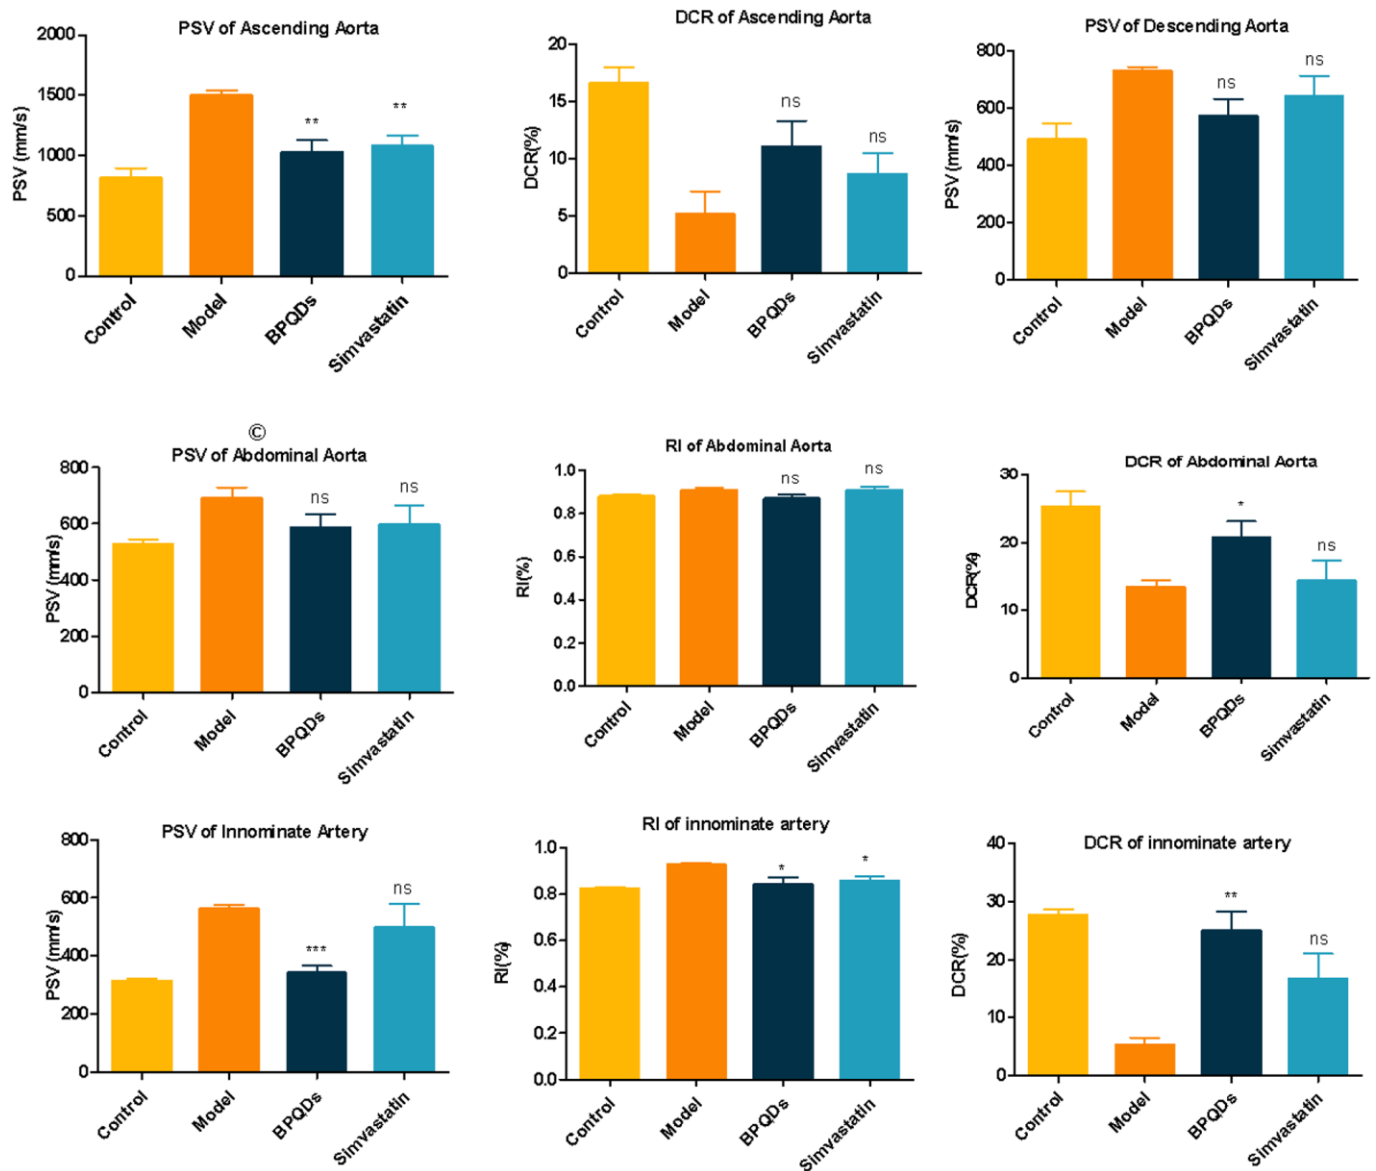 PSV of Ascending Aorta
PSV (mm/s)
2000
1500
1000
500
0
**
**
Control
Model
BPQDs
Simvastatin
DCR of Ascending Aorta
DCR(%)
20
15
10
5
0
ns
ns
Control
Model
BPQDs
Simvastatin
PSV of Descending Aorta
PSV (mm/s)
800
600
400
200
0
ns
ns
Control
Model
BPQDs
Simvastatin
©
PSV of Abdominal Aorta
PSV (mm/s)
800
600
400
200
0
ns
ns
Control
Model
BPQDs
Simvastatin
RI of Abdominal Aorta
RI(%)
1.0
0.8
0.6
0.4
0.2
0.0
ns
ns
Control
Model
BPQDs
Simvastatin
DCR of Abdominal Aorta
DCR(%)
30
20
10
0
*
ns
Control
Model
BPQDs
Simvastatin
PSV of Innominate Artery
PSV (mm/s)
800
600
400
200
0
***
ns
Control
Model
BPQDs
Simvastatin
RI of innominate artery
RI(%)
1.0
0.8
0.6
0.4
0.2
0.0
*
*
Control
Model
BPQDs
Simvastatin
DCR of innominate artery
DCR(%)
40
30
20
10
0
**
ns
Control
Model
BPQDs
Simvastatin